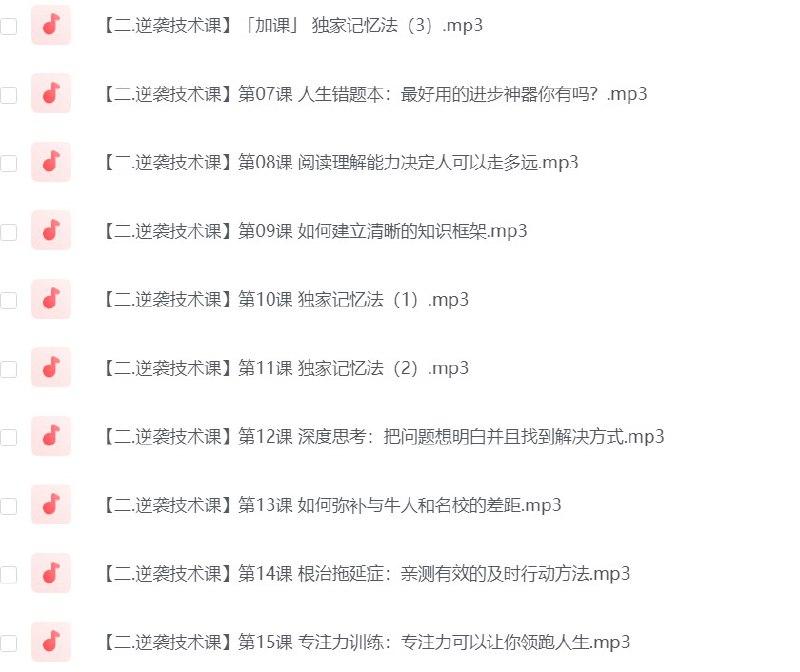 【二.逆袭技术课】「加课」 独家记忆法（3）.mp3
【二.逆袭技术课】第07课 人生错题本：最好用的进步神器你有吗？.mp3
【二.逆袭技术课】第08课 阅读理解能力决定人可以走多远.mp3
【二.逆袭技术课】第09课 如何建立清晰的知识框架.mp3
【二.逆袭技术课】第10课 独家记忆法（1）.mp3
【二.逆袭技术课】第11课 独家记忆法（2）.mp3
【二.逆袭技术课】第12课 深度思考：把问题想明白并且找到解决方式.mp3
【二.逆袭技术课】第13课 如何弥补与牛人和名校的差距.mp3
【二.逆袭技术课】第14课 根治拖延症：亲测有效的及时行动方法.mp3
【二.逆袭技术课】第15课 专注力训练：专注力可以让你领跑人生.mp3